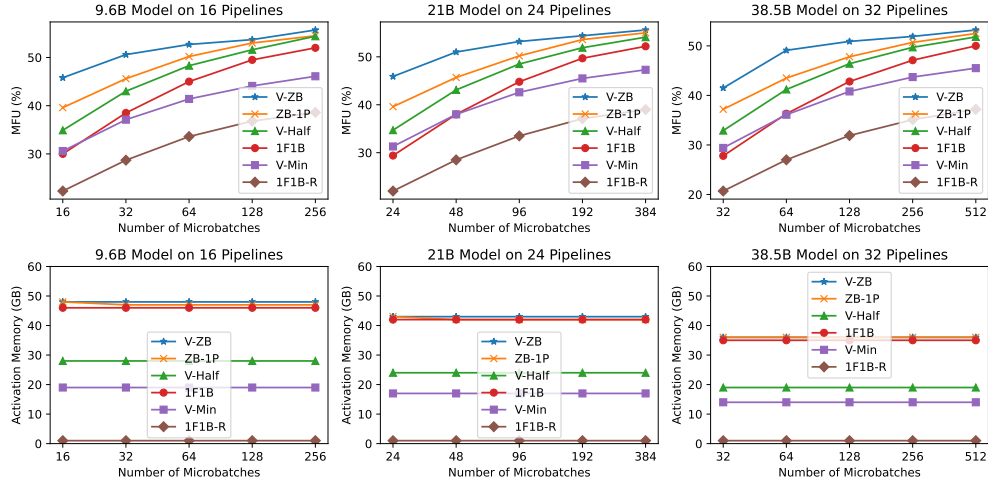 9.6B Model on 16 Pipelines
MFU (%)
50
40
30
16 32 64 128 256
Number of Microbatches
V-ZB
ZB-1P
V-Half
1F1B
V-Min
1F1B-R
21B Model on 24 Pipelines
MFU (%)
50
40
30
24 48 96 192 384
Number of Microbatches
V-ZB
ZB-1P
V-Half
1F1B
V-Min
1F1B-R
38.5B Model on 32 Pipelines
MFU (%)
50
40
30
20
32 64 128 256 512
Number of Microbatches
V-ZB
ZB-1P
V-Half
1F1B
V-Min
1F1B-R
9.6B Model on 16 Pipelines
Activation Memory (GB)
60
50
40
30
20
10
0
16 32 64 128 256
Number of Microbatches
V-ZB
ZB-1P
V-Half
1F1B
V-Min
1F1B-R
21B Model on 24 Pipelines
Activation Memory (GB)
60
50
40
30
20
10
0
24 48 96 192 384
Number of Microbatches
V-ZB
ZB-1P
V-Half
1F1B
V-Min
1F1B-R
38.5B Model on 32 Pipelines
Activation Memory (GB)
60
50
40
30
20
10
0
32 64 128 256 512
Number of Microbatches
V-ZB
ZB-1P
V-Half
1F1B
V-Min
1F1B-R